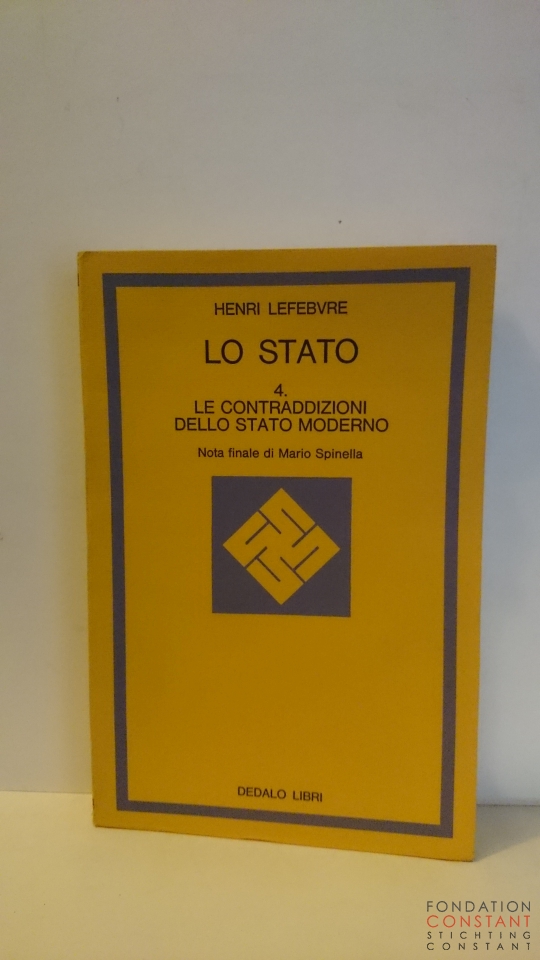 HENRI LEFEBVRE
LO STATO
4.
LE CONTRADDIZIONI
DELLO STATO MODERNO
Nota finale di Mario Spinella
DEDALO LIBRI
FONDATION
CONSTANT
STICHTING
CONSTANT